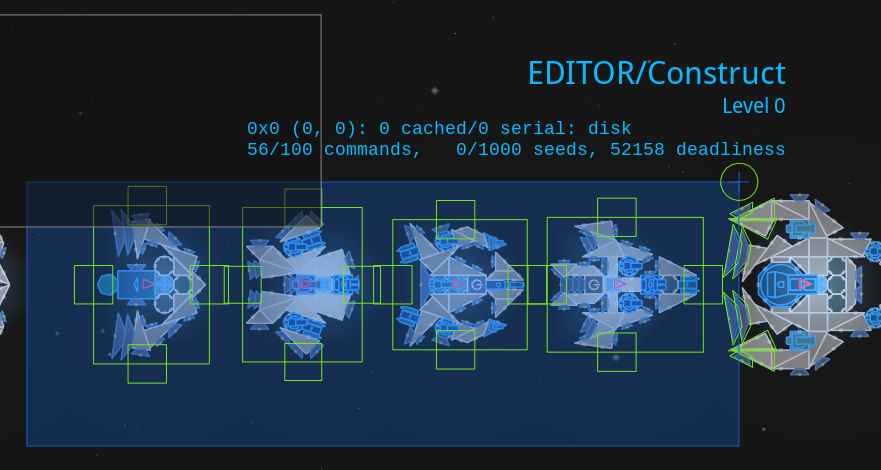 EDITOR/Construct
Level 0
0x0 (0, 0): 0 cached/0 serial: disk
56/100 commands,   0/1000 seeds, 52158 deadliness